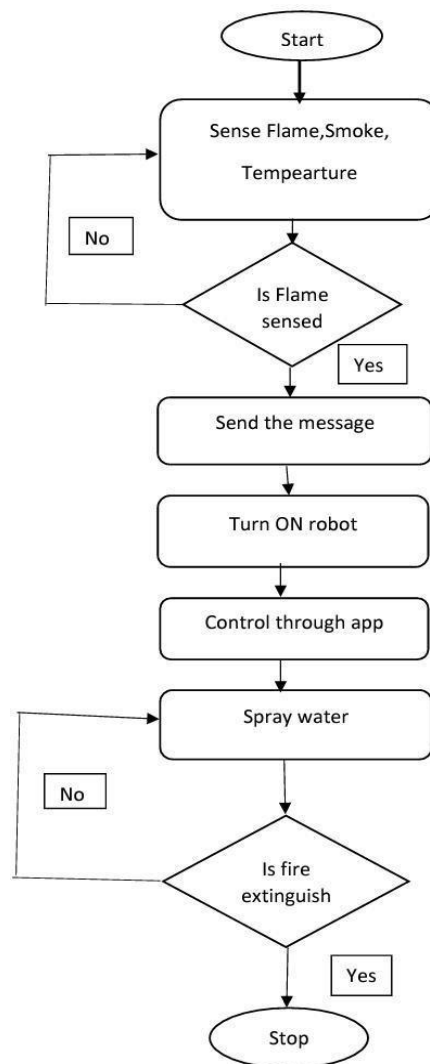 Start
Sense Flame,Smoke,
Tempearture
No
Is Flame
sensed
Yes
Send the message
Turn ON robot
Control through app
Spray water
No
Is fire
extinguish
Yes
Stop